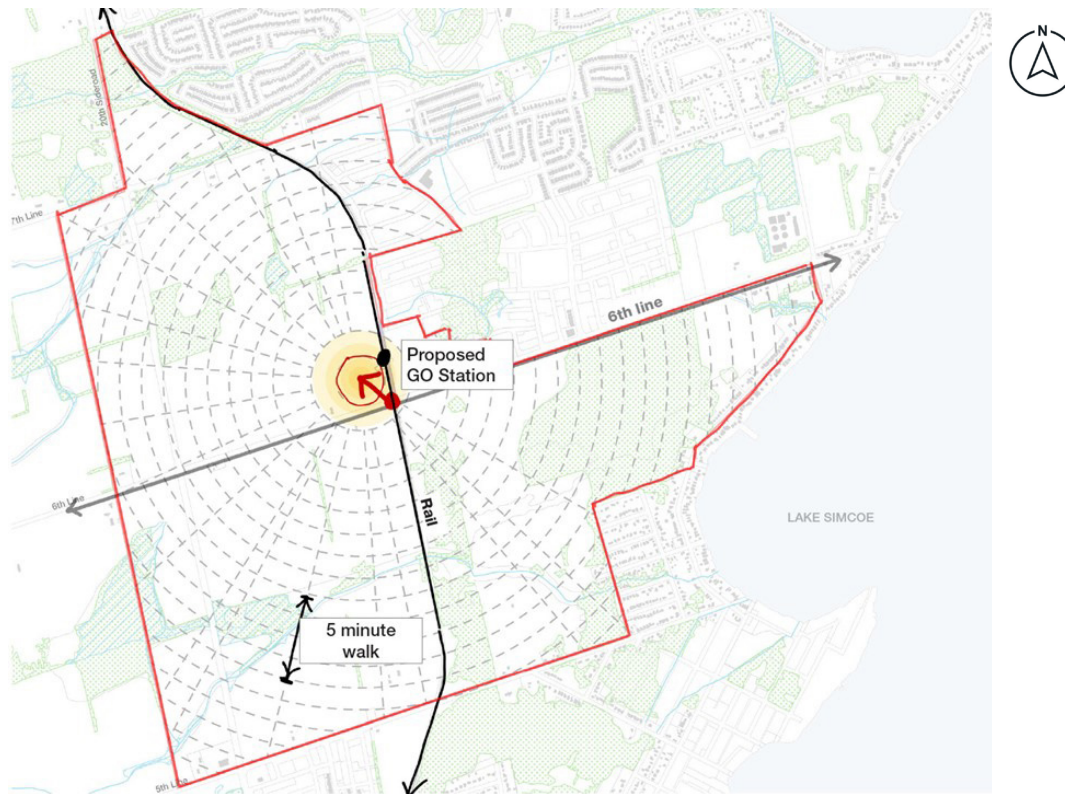 N
20th Sideroad
7th Line
6th line
Proposed
GO Station
6th Line
Rail
LAKE SIMCOE
5 minute
walk
5th Line